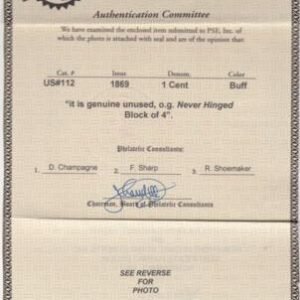 Authentication Committee
We have examined the enclosed item submitted to PSE, Inc. of
which the photo is attached with seal and are of the opinion that:
Cat. # Issue Denom. Color
US#112 1869 1 Cent Buff
"it is genuine unused, o.g. Never Hinged
Block of 4".
Philatelic Consultants:
1. D. Champagne 2. F. Sharp 3. R. Shoemaker
Chairman, Board of Philatelic Consultants
SEE REVERSE
FOR
PHOTO